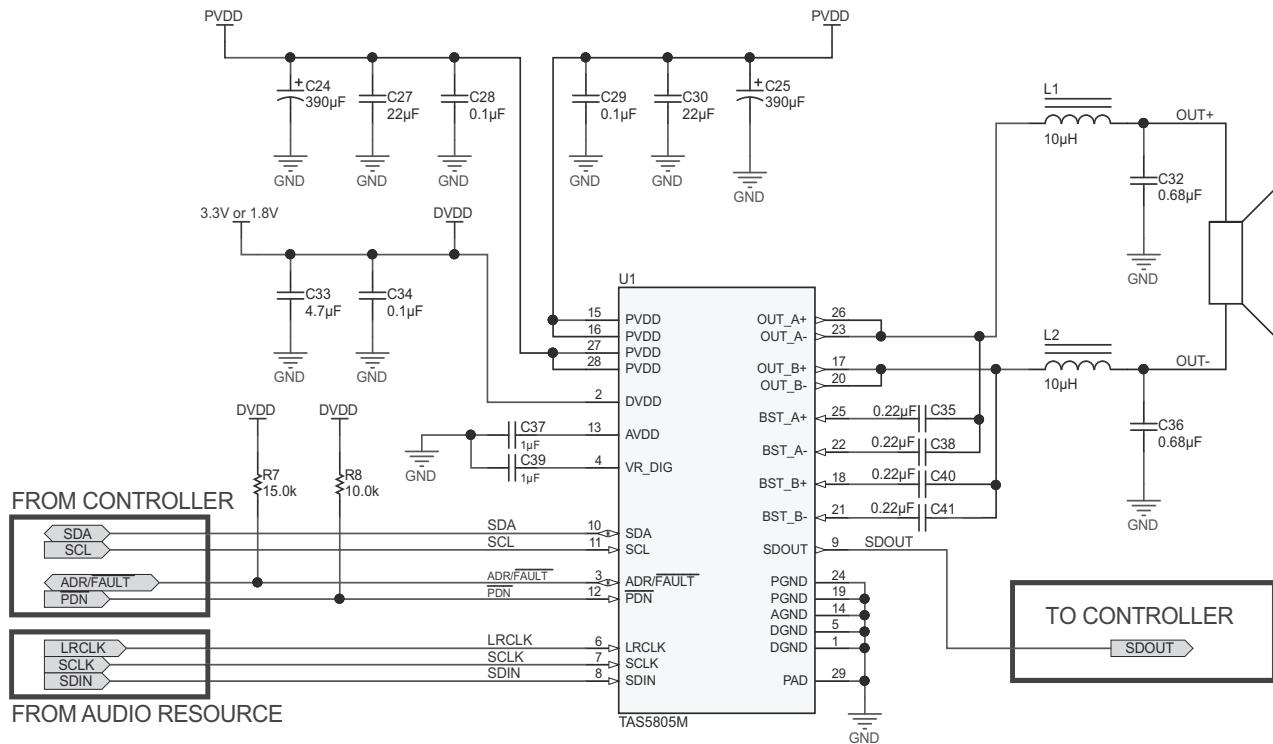 PVDD
PVDD
C24
390µF
C27
22µF
C28
0.1µF
C29
0.1µF
C30
22µF
C25
390µF
GND
GND
GND
GND
GND
GND
L1
10µH
OUT+
C32
0.68µF
GND
3.3V or 1.8V
DVDD
C33
4.7µF
C34
0.1µF
GND
GND
U1
15 PVDD
16 PVDD
27 PVDD
28 PVDD
2 DVDD
13 AVDD
4 VR_DIG
10 SDA
11 SCL
3 ADR/FAULT
12 PDN
6 LRCLK
7 SCLK
8 SDIN
OUT_A+ 26
OUT_A- 23
OUT_B+ 17
OUT_B- 20
BST_A+ 25
BST_A- 22
BST_B+ 18
BST_B- 21
SDOUT 9
PGND 24
PGND 19
AGND 14
DGND 5
DGND 1
PAD 29
TAS5805M
GND
L2
10µH
OUT-
C36
0.68µF
GND
0.22µF C35
0.22µF C38
0.22µF C40
0.22µF C41
SDOUT
DVDD
DVDD
R7
15.0k
R8
10.0k
GND
C37
1µF
C39
1µF
FROM CONTROLLER
SDA
SCL
ADR/FAULT
PDN
SDA
SCL
ADR/FAULT
PDN
LRCLK
SCLK
SDIN
LRCLK
SCLK
SDIN
FROM AUDIO RESOURCE
TO CONTROLLER
SDOUT